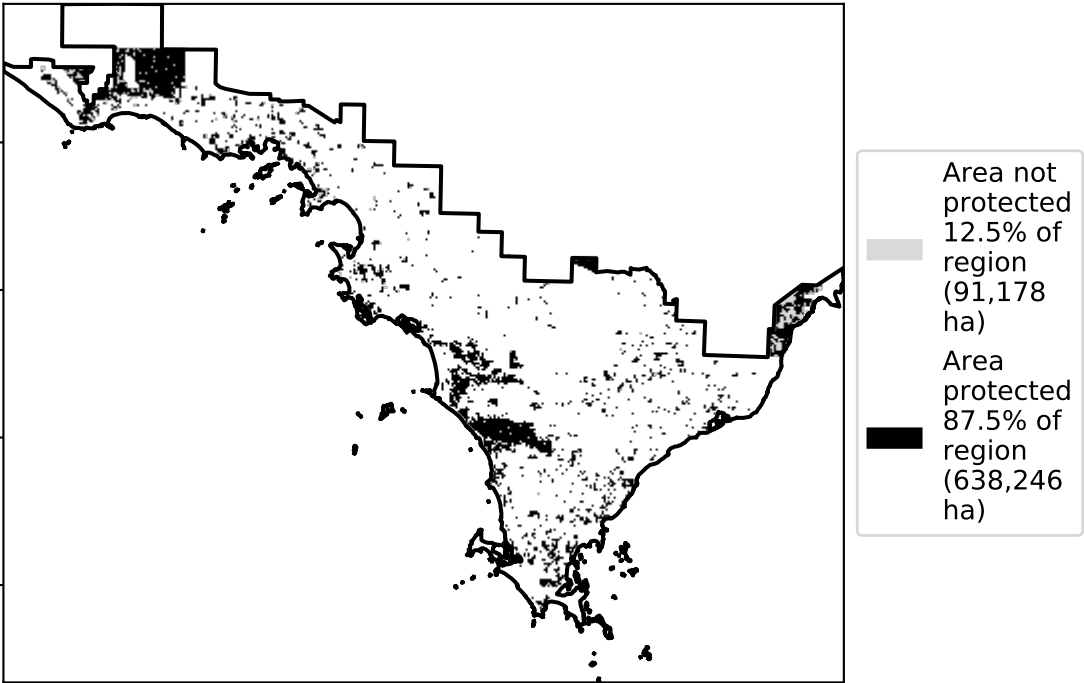 Area not
protected
12.5% of
region
(91,178
ha)
Area
protected
87.5% of
region
(638,246
ha)